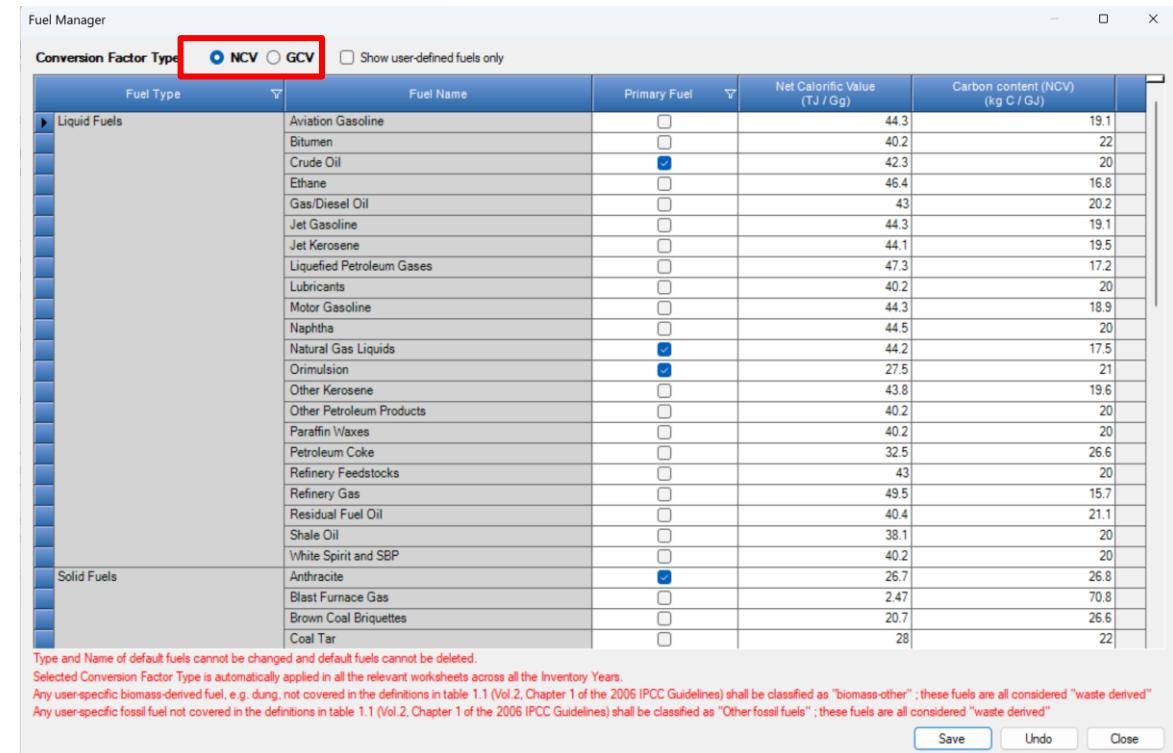 Fuel Manager
Conversion Factor Type NCV GCV Show user-defined fuels only
Fuel Type Fuel Name Primary Fuel Net Calorific Value (TJ / Gg) Carbon content (NCV) (kg C / GJ)
Liquid Fuels Aviation Gasoline 44.3 19.1
Bitumen 40.2 22
Crude Oil 42.3 20
Ethane 46.4 16.8
Gas/Diesel Oil 43 20.2
Jet Gasoline 44.3 19.1
Jet Kerosene 44.1 19.5
Liquefied Petroleum Gases 47.3 17.2
Lubricants 40.2 20
Motor Gasoline 44.3 18.9
Naphtha 44.5 20
Natural Gas Liquids 44.2 17.5
Orimulsion 27.5 21
Other Kerosene 43.8 19.6
Other Petroleum Products 40.2 20
Paraffin Waxes 40.2 20
Petroleum Coke 32.5 26.6
Refinery Feedstocks 43 20
Refinery Gas 49.5 15.7
Residual Fuel Oil 40.4 21.1
Shale Oil 38.1 20
White Spirit and SBP 40.2 20
Solid Fuels Anthracite 26.7 26.8
Blast Furnace Gas 2.47 70.8
Brown Coal Briquettes 20.7 26.6
Coal Tar 28 22
Type and Name of default fuels cannot be changed and default fuels cannot be deleted.
Selected Conversion Factor Type is automatically applied in all the relevant worksheets across all the Inventory Years.
Any user-specific biomass-derived fuel, e.g. dung, not covered in the definitions in table 1.1 (Vol.2, Chapter 1 of the 2006 IPCC Guidelines) shall be classified as "biomass-other" ; these fuels are all considered "waste derived"
Any user-specific fossil fuel not covered in the definitions in table 1.1 (Vol.2, Chapter 1 of the 2006 IPCC Guidelines) shall be classified as "Other fossil fuels" ; these fuels are all considered "waste derived"
Save Undo Close